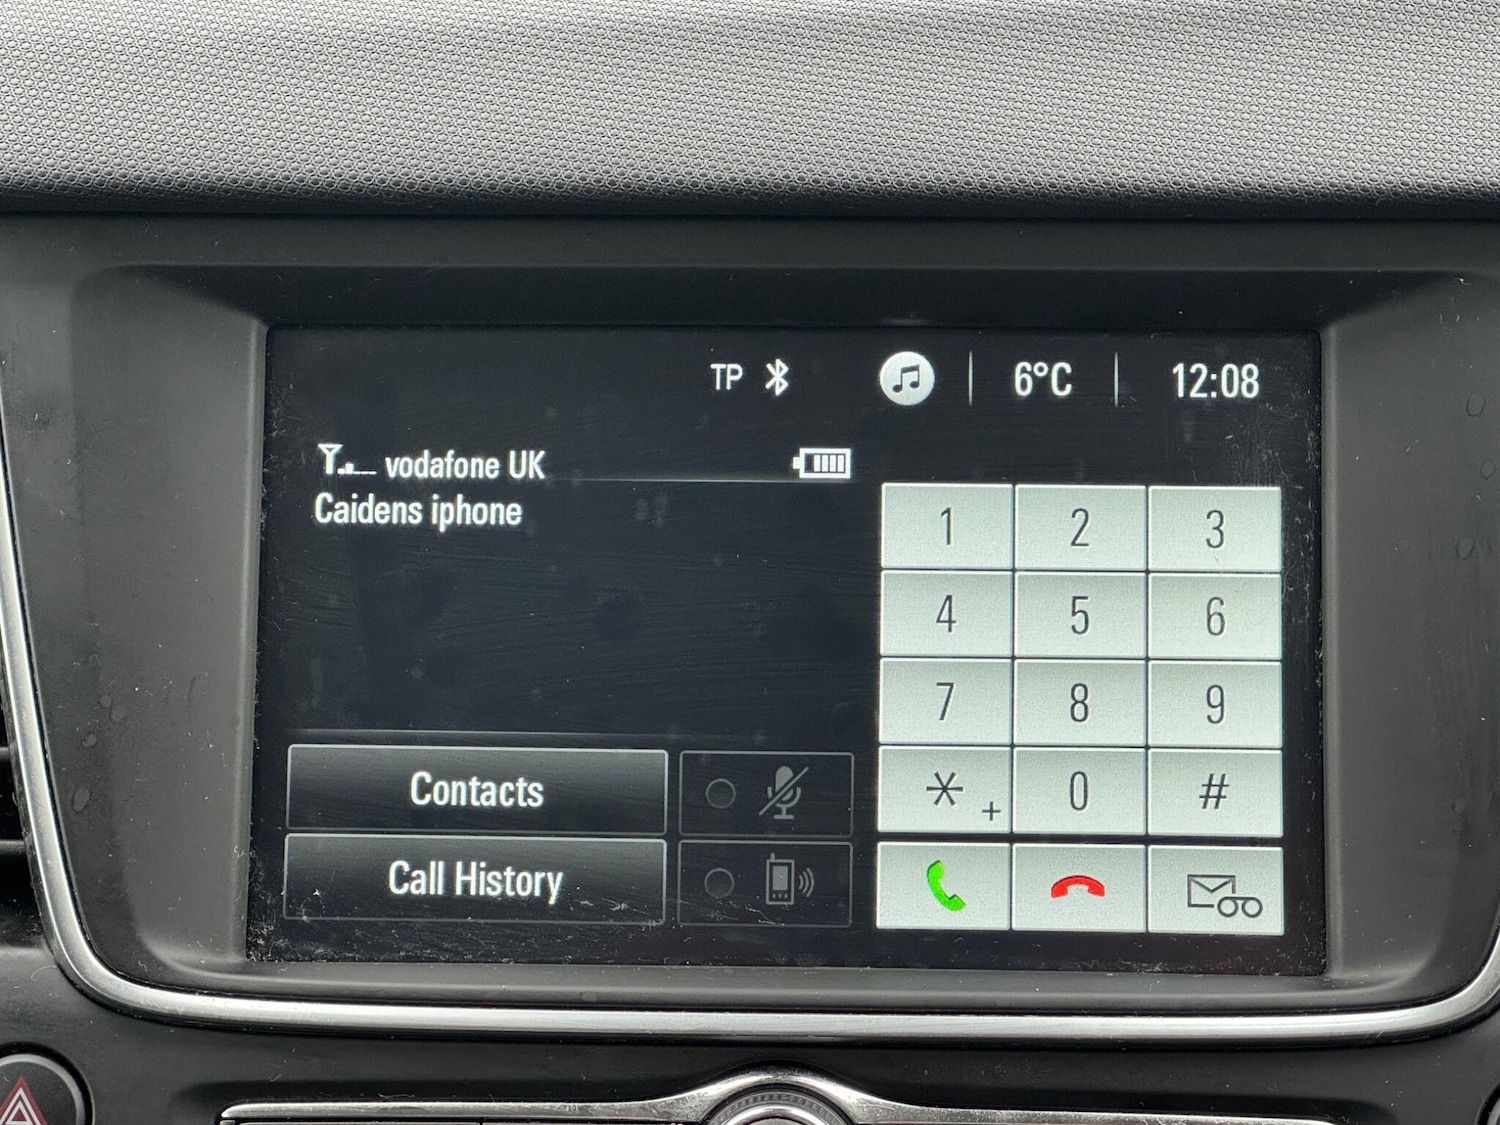 TP 6°C 12:08
vodafone UK
Caidens iphone
1 2 3
4 5 6
7 8 9
* + 0 #
Contacts
Call History